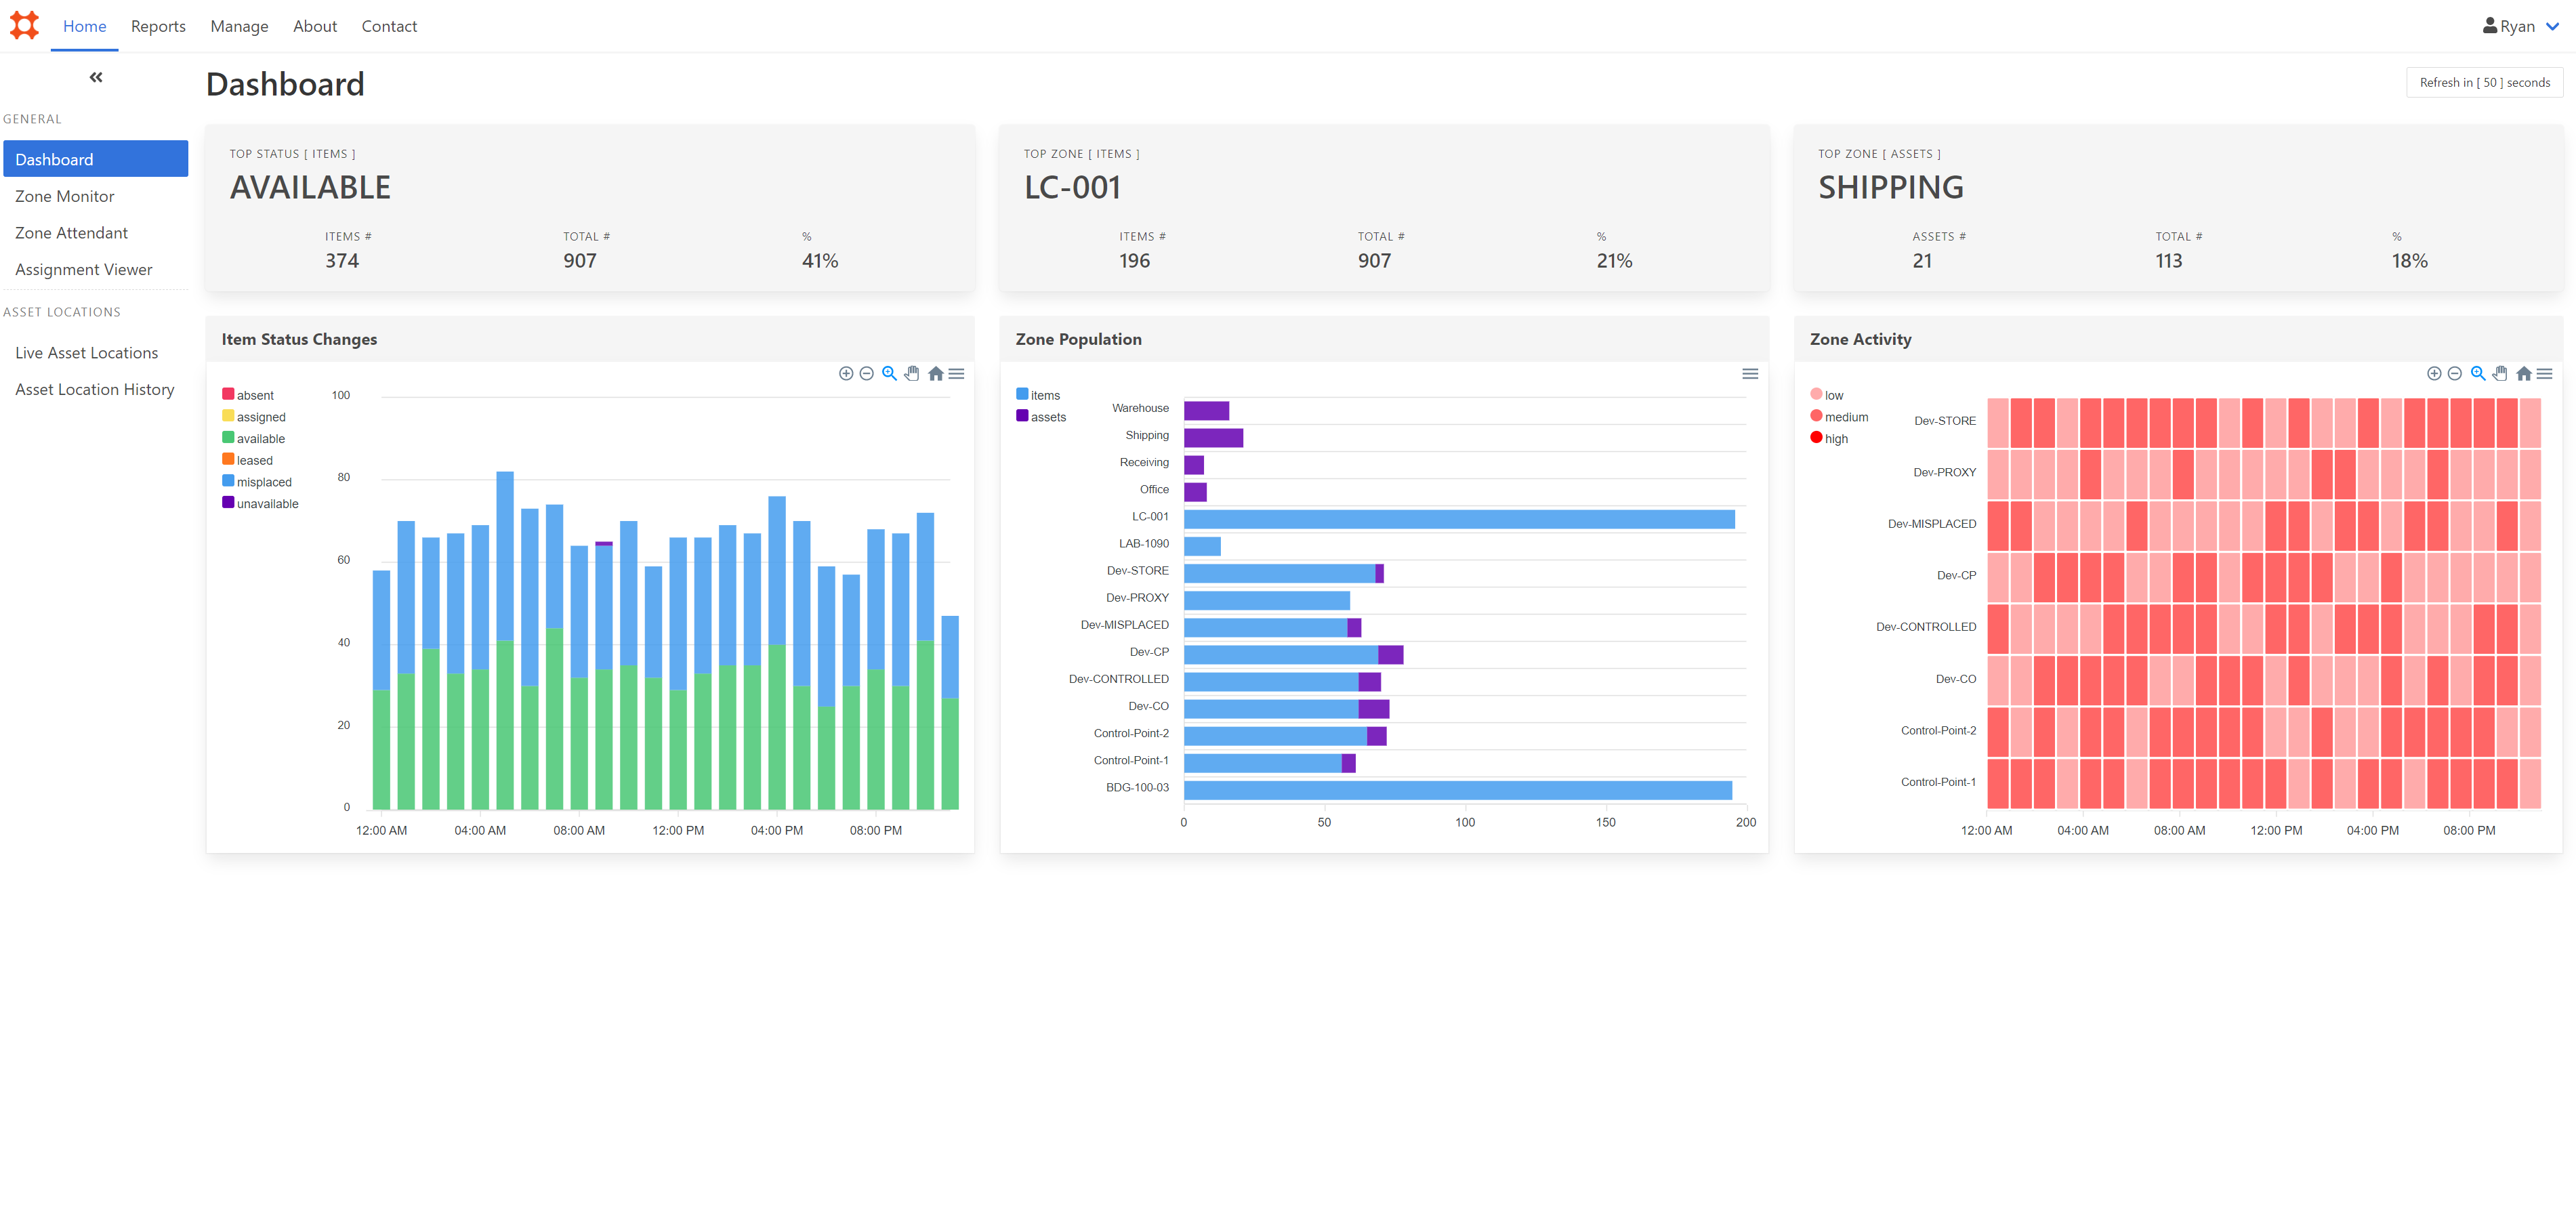 Home Reports Manage About Contact Ryan
Dashboard
Refresh in [ 50 ] seconds
GENERAL
Dashboard
Zone Monitor
Zone Attendant
Assignment Viewer
ASSET LOCATIONS
Live Asset Locations
Asset Location History
TOP STATUS [ ITEMS ]
AVAILABLE
ITEMS # TOTAL # %
374 907 41%
TOP ZONE [ ITEMS ]
LC-001
ITEMS # TOTAL # %
196 907 21%
TOP ZONE [ ASSETS ]
SHIPPING
ASSETS # TOTAL # %
21 113 18%
Item Status Changes
absent
assigned
available
leased
misplaced
unavailable
100
80
60
40
20
0
12:00 AM 04:00 AM 08:00 AM 12:00 PM 04:00 PM 08:00 PM
Zone Population
items
assets
Warehouse
Shipping
Receiving
Office
LC-001
LAB-1090
Dev-STORE
Dev-PROXY
Dev-MISPLACED
Dev-CP
Dev-CONTROLLED
Dev-CO
Control-Point-2
Control-Point-1
BDG-100-03
0 50 100 150 200
Zone Activity
low
medium
high
Dev-STORE
Dev-PROXY
Dev-MISPLACED
Dev-CP
Dev-CONTROLLED
Dev-CO
Control-Point-2
Control-Point-1
12:00 AM 04:00 AM 08:00 AM 12:00 PM 04:00 PM 08:00 PM